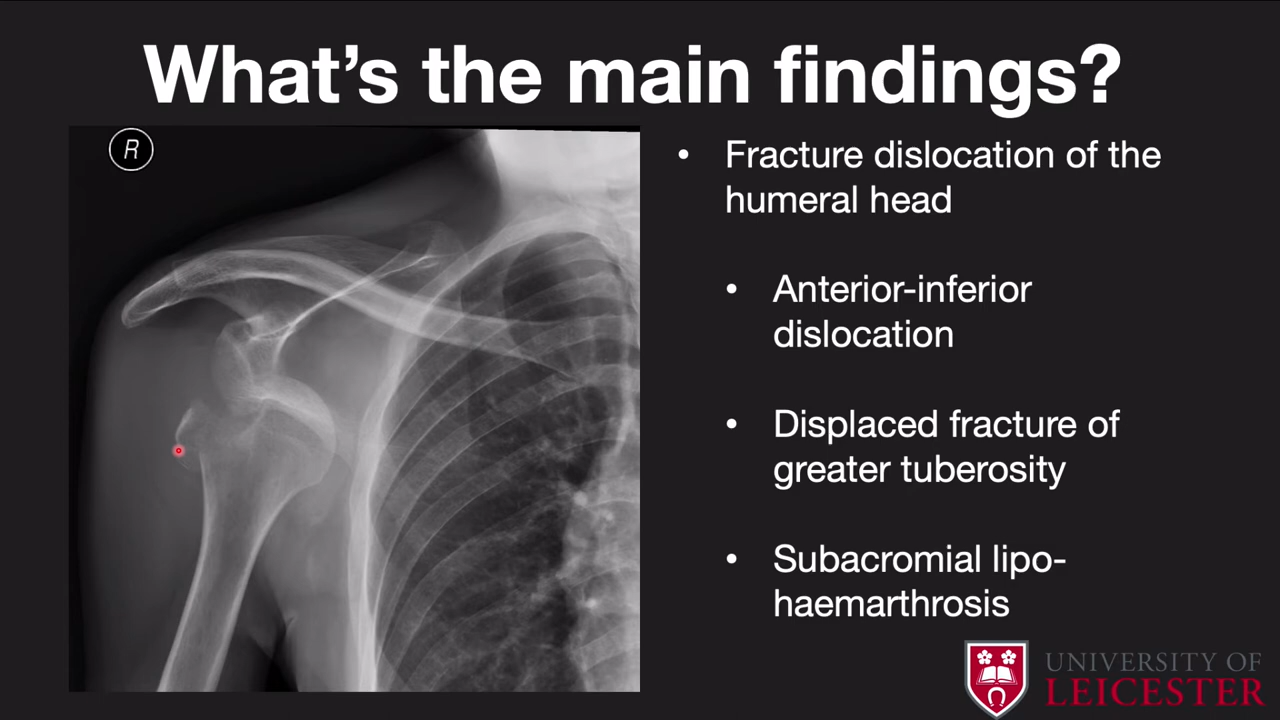 What's the main findings?
R
• Fracture dislocation of the
humeral head
• Anterior-inferior
dislocation
• Displaced fracture of
greater tuberosity
• Subacromial lipo-
haemarthrosis
UNIVERSITY OF
LEICESTER